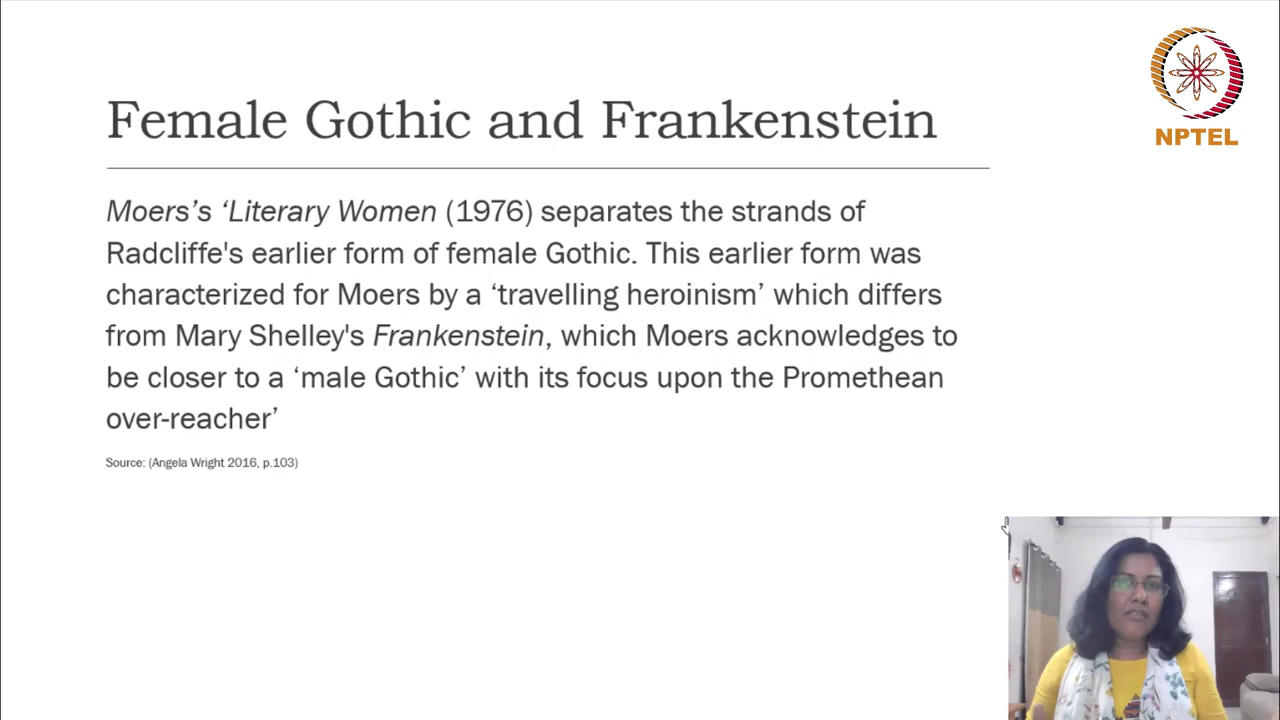 Female Gothic and Frankenstein
NPTEL
Moers’s ‘Literary Women (1976) separates the strands of
Radcliffe's earlier form of female Gothic. This earlier form was
characterized for Moers by a ‘travelling heroinism’ which differs
from Mary Shelley's Frankenstein, which Moers acknowledges to
be closer to a ‘male Gothic’ with its focus upon the Promethean
over-reacher’
Source: (Angela Wright 2016, p.103)